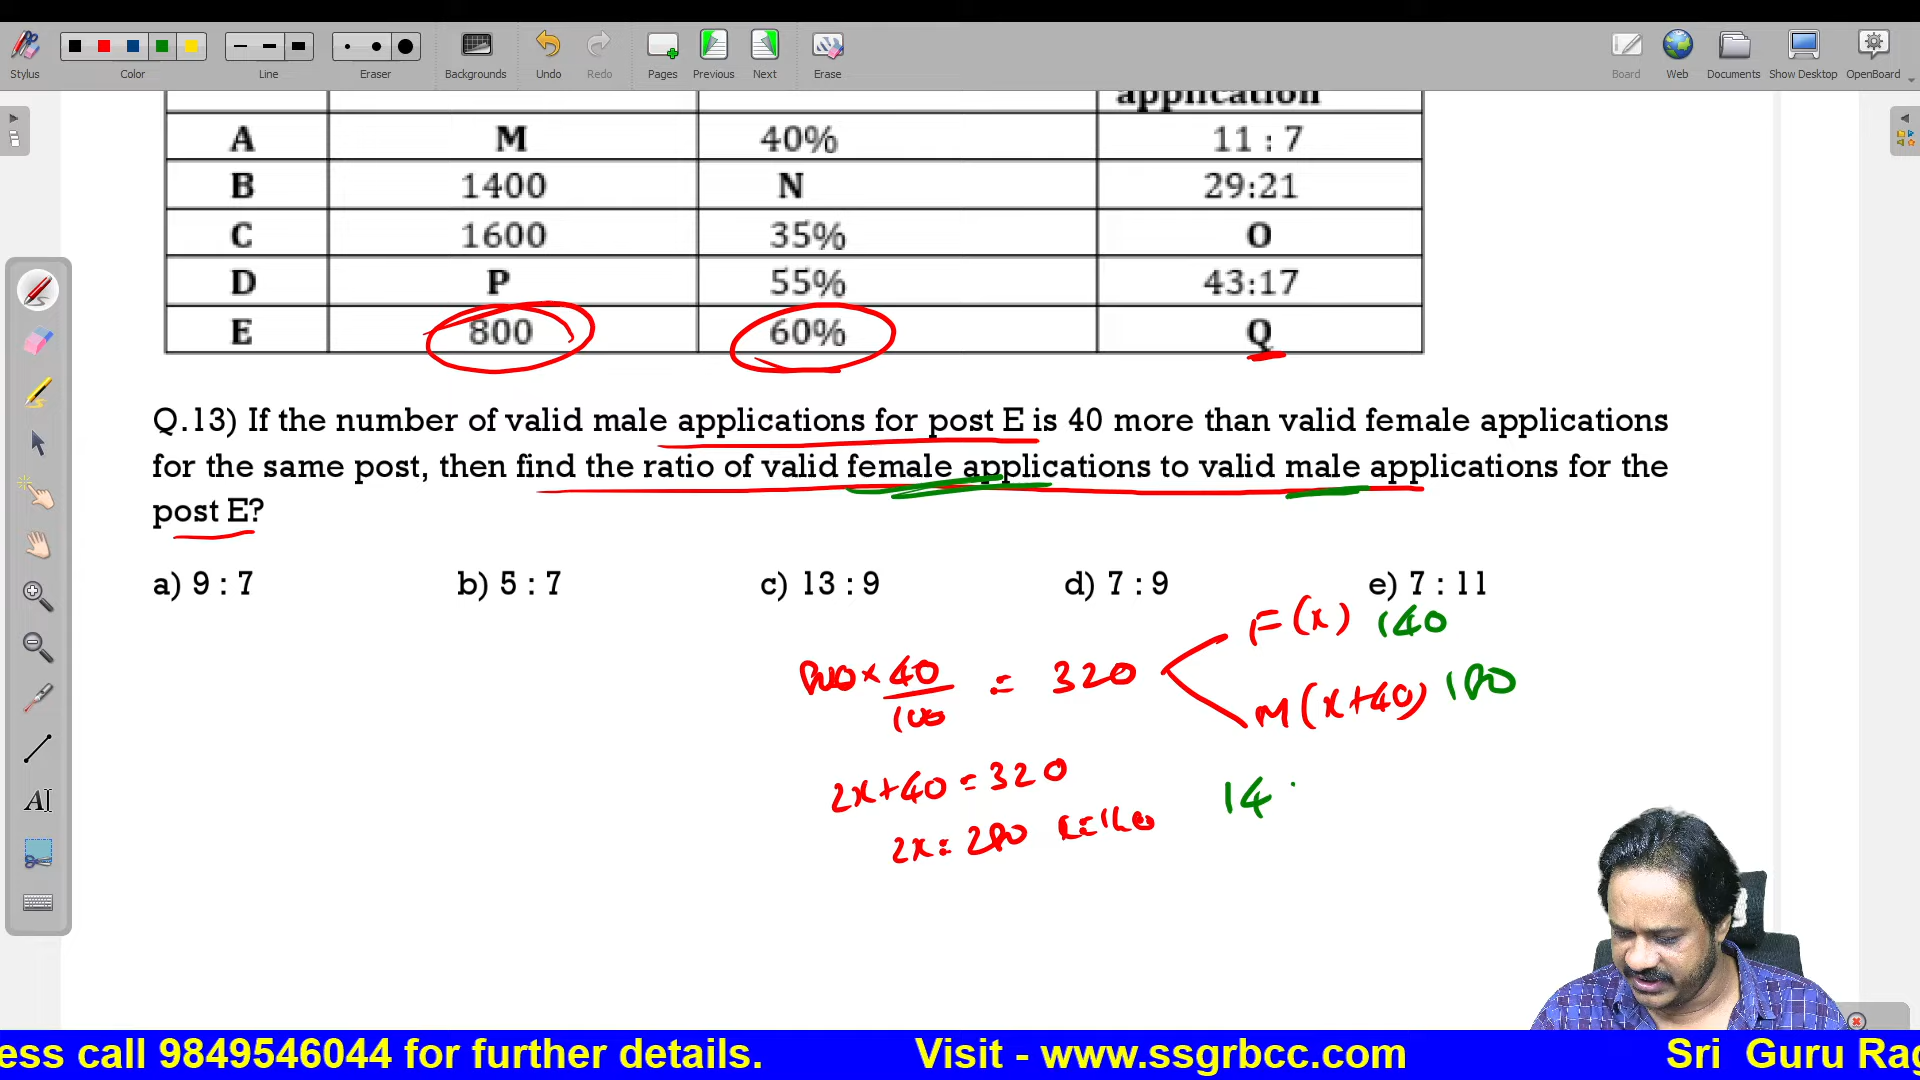 Stylus Color Line Eraser Backgrounds Undo Redo Pages Previous Next Erase Board Web Documents Show Desktop OpenBoard
application
A M 40% 11 : 7
B 1400 N 29:21
C 1600 35% O
D P 55% 43:17
E 800 60% Q
Q.13) If the number of valid male applications for post E is 40 more than valid female applications
for the same post, then find the ratio of valid female applications to valid male applications for the
post E?
a) 9 : 7 b) 5 : 7 c) 13 : 9 d) 7 : 9 e) 7 : 11
F (x) 140
800 × 40/100 = 320
M (x+40) 180
2x+40 = 320
14
2x = 280 x=140
ess call 9849546044 for further details. Visit - www.ssgrbcc.com Sri Guru Rag